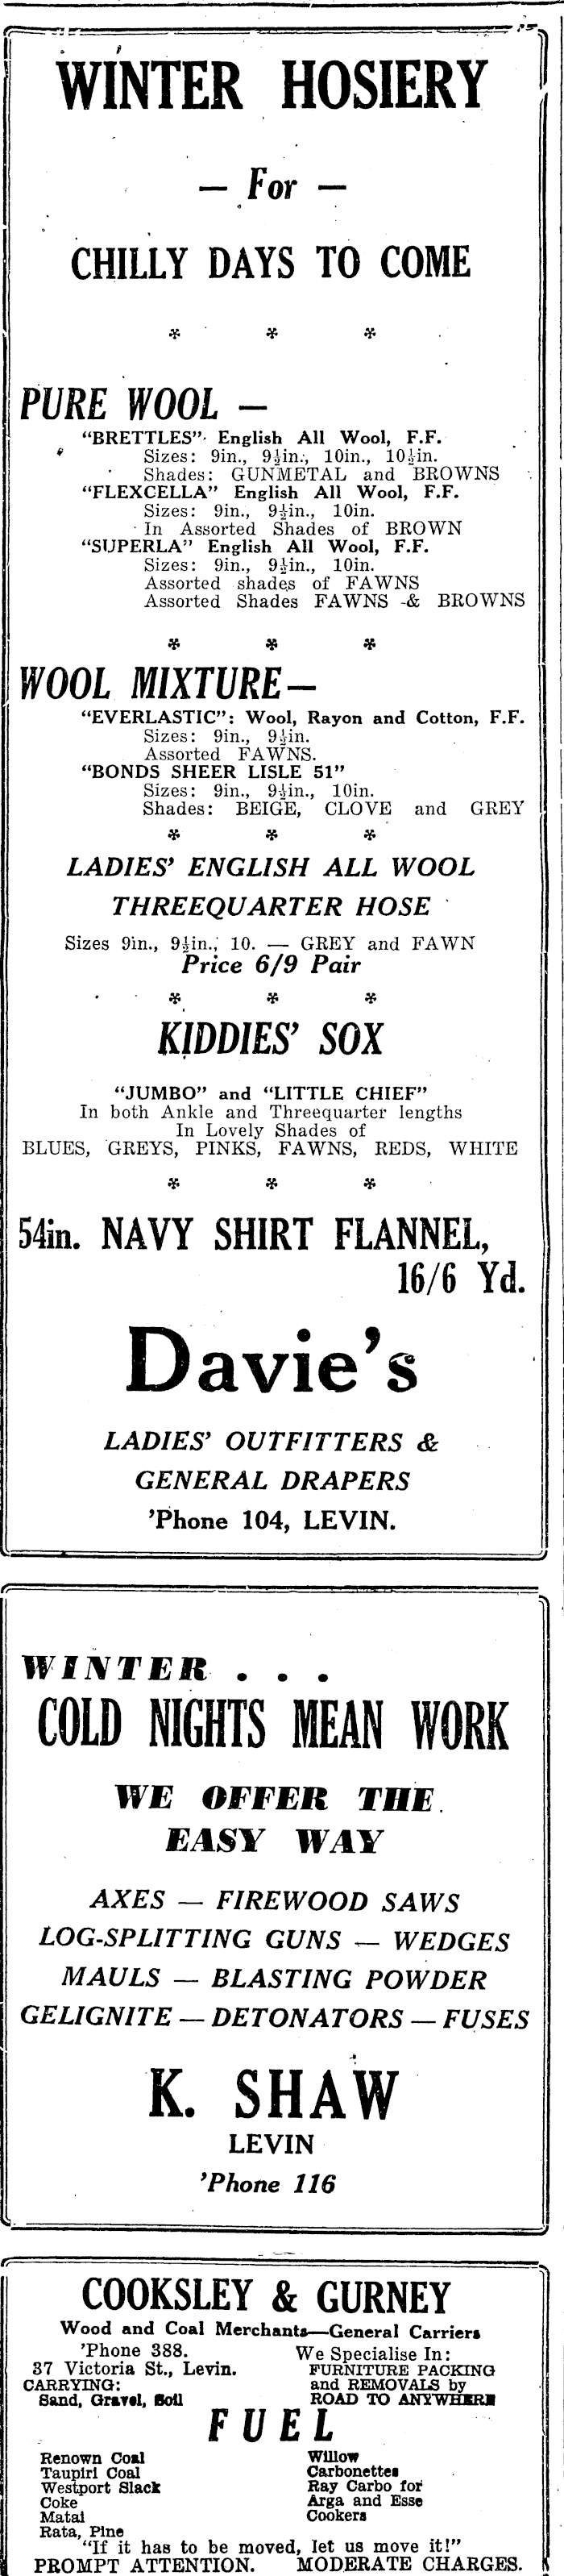 WINTER HOSIERY
— For —
CHILLY DAYS TO COME
* * *
PURE WOOL —
"BRETTLES" English All Wool, F.F.
Sizes: 9in., 9½in., 10in., 10½in.
Shades: GUNMETAL and BROWNS
"FLEXCELLA" English All Wool, F.F.
Sizes: 9in., 9½in., 10in.
In Assorted Shades of BROWN
"SUPERLA" English All Wool, F.F.
Sizes: 9in., 9½in., 10in.
Assorted shades of FAWNS
Assorted Shades FAWNS & BROWNS
* * *
WOOL MIXTURE—
"EVERLASTIC": Wool, Rayon and Cotton, F.F.
Sizes: 9in., 9½in.
Assorted FAWNS.
"BONDS SHEER LISLE 51"
Sizes: 9in., 9½in., 10in.
Shades: BEIGE, CLOVE and GREY
* * *
LADIES' ENGLISH ALL WOOL
THREEQUARTER HOSE
Sizes 9in., 9½in., 10. — GREY and FAWN
Price 6/9 Pair
* * *
KIDDIES' SOX
"JUMBO" and "LITTLE CHIEF"
In both Ankle and Threequarter lengths
In Lovely Shades of
BLUES, GREYS, PINKS, FAWNS, REDS, WHITE
* * *
54in. NAVY SHIRT FLANNEL,
16/6 Yd.
Davie's
LADIES' OUTFITTERS &
GENERAL DRAPERS
'Phone 104, LEVIN.
WINTER . . .
COLD NIGHTS MEAN WORK
WE OFFER THE
EASY WAY
AXES — FIREWOOD SAWS
LOG-SPLITTING GUNS — WEDGES
MAULS — BLASTING POWDER
GELIGNITE — DETONATORS — FUSES
K. SHAW
LEVIN
'Phone 116
COOKSLEY & GURNEY
Wood and Coal Merchants—General Carriers
'Phone 388.
37 Victoria St., Levin.
CARRYING:
Sand, Gravel, Soil
We Specialise In:
FURNITURE PACKING
and REMOVALS by
ROAD TO ANYWHERE
FUEL
Renown Coal
Taupiri Coal
Westport Slack
Coke
Matai
Rata, Pine
Willow
Carbonettes
Ray Carbo for
Arga and Esse
Cookers
"If it has to be moved, let us move it!"
PROMPT ATTENTION. MODERATE CHARGES.